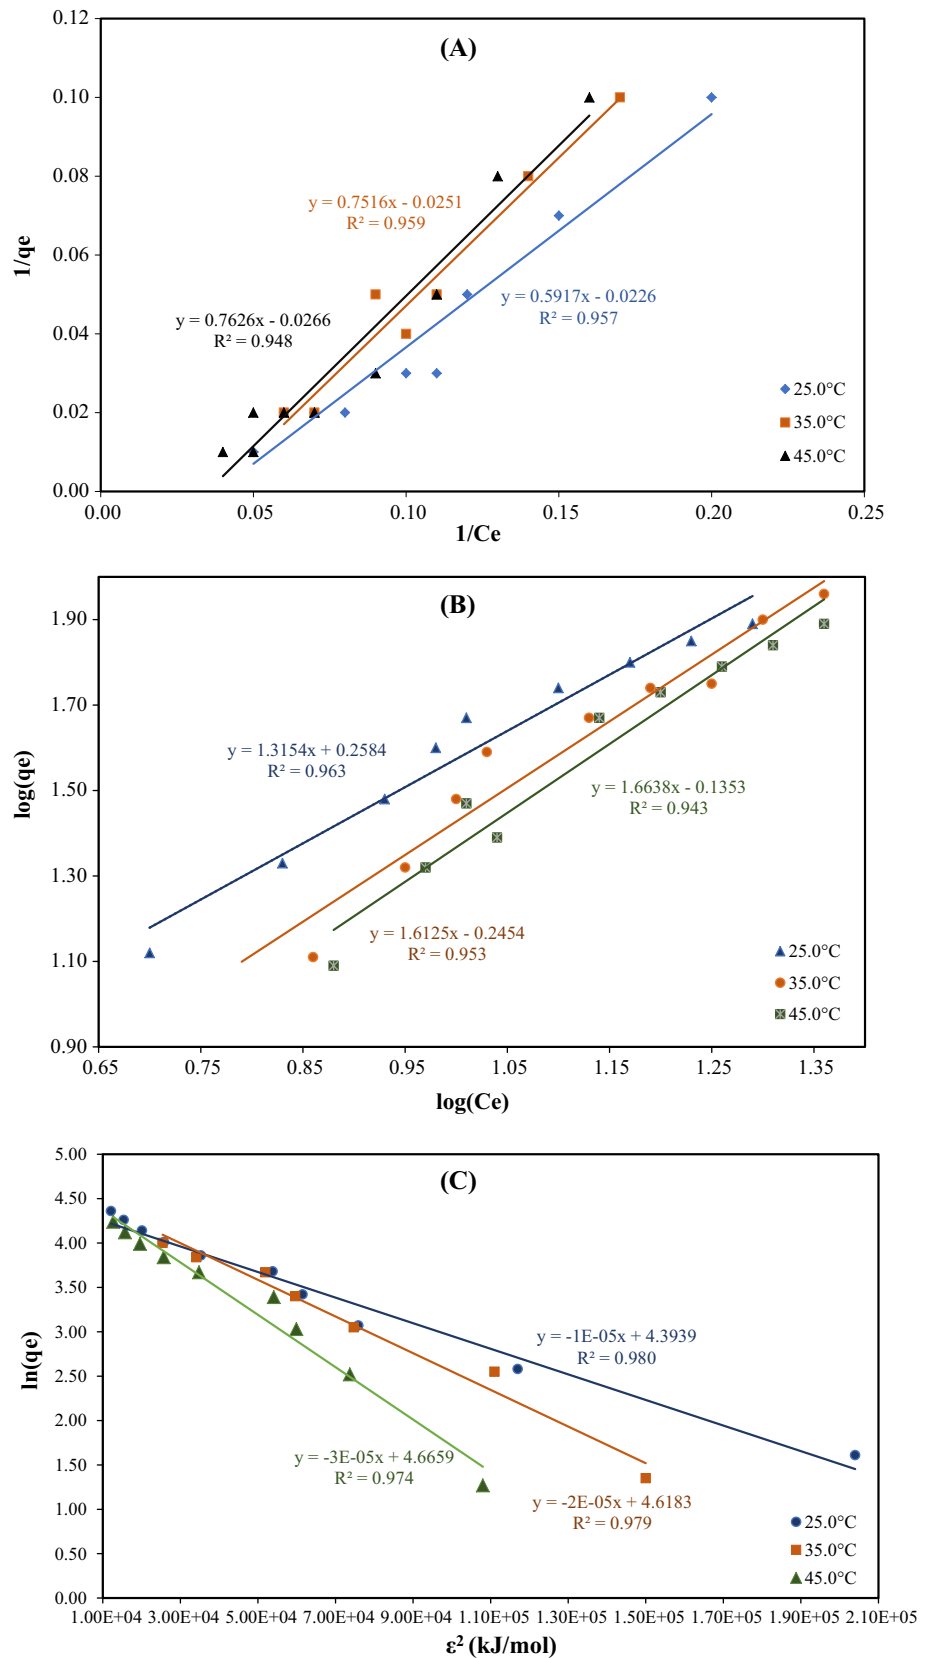 (A)
0.12
0.10
0.08
0.06
0.04
0.02
0.00
1/qe
y = 0.7516x - 0.0251
R² = 0.959
y = 0.5917x - 0.0226
R² = 0.957
y = 0.7626x - 0.0266
R² = 0.948
25.0°C
35.0°C
45.0°C
0.00 0.05 0.10 0.15 0.20 0.25
1/Ce
(B)
1.90
1.70
1.50
1.30
1.10
0.90
log(qe)
y = 1.3154x + 0.2584
R² = 0.963
y = 1.6638x - 0.1353
R² = 0.943
y = 1.6125x - 0.2454
R² = 0.953
25.0°C
35.0°C
45.0°C
0.65 0.75 0.85 0.95 1.05 1.15 1.25 1.35
log(Ce)
(C)
5.00
4.50
4.00
3.50
3.00
2.50
2.00
1.50
1.00
0.50
0.00
ln(qe)
y = -1E-05x + 4.3939
R² = 0.980
y = -3E-05x + 4.6659
R² = 0.974
y = -2E-05x + 4.6183
R² = 0.979
25.0°C
35.0°C
45.0°C
1.00E+04 3.00E+04 5.00E+04 7.00E+04 9.00E+04 1.10E+05 1.30E+05 1.50E+05 1.70E+05 1.90E+05 2.10E+05
ε² (kJ/mol)